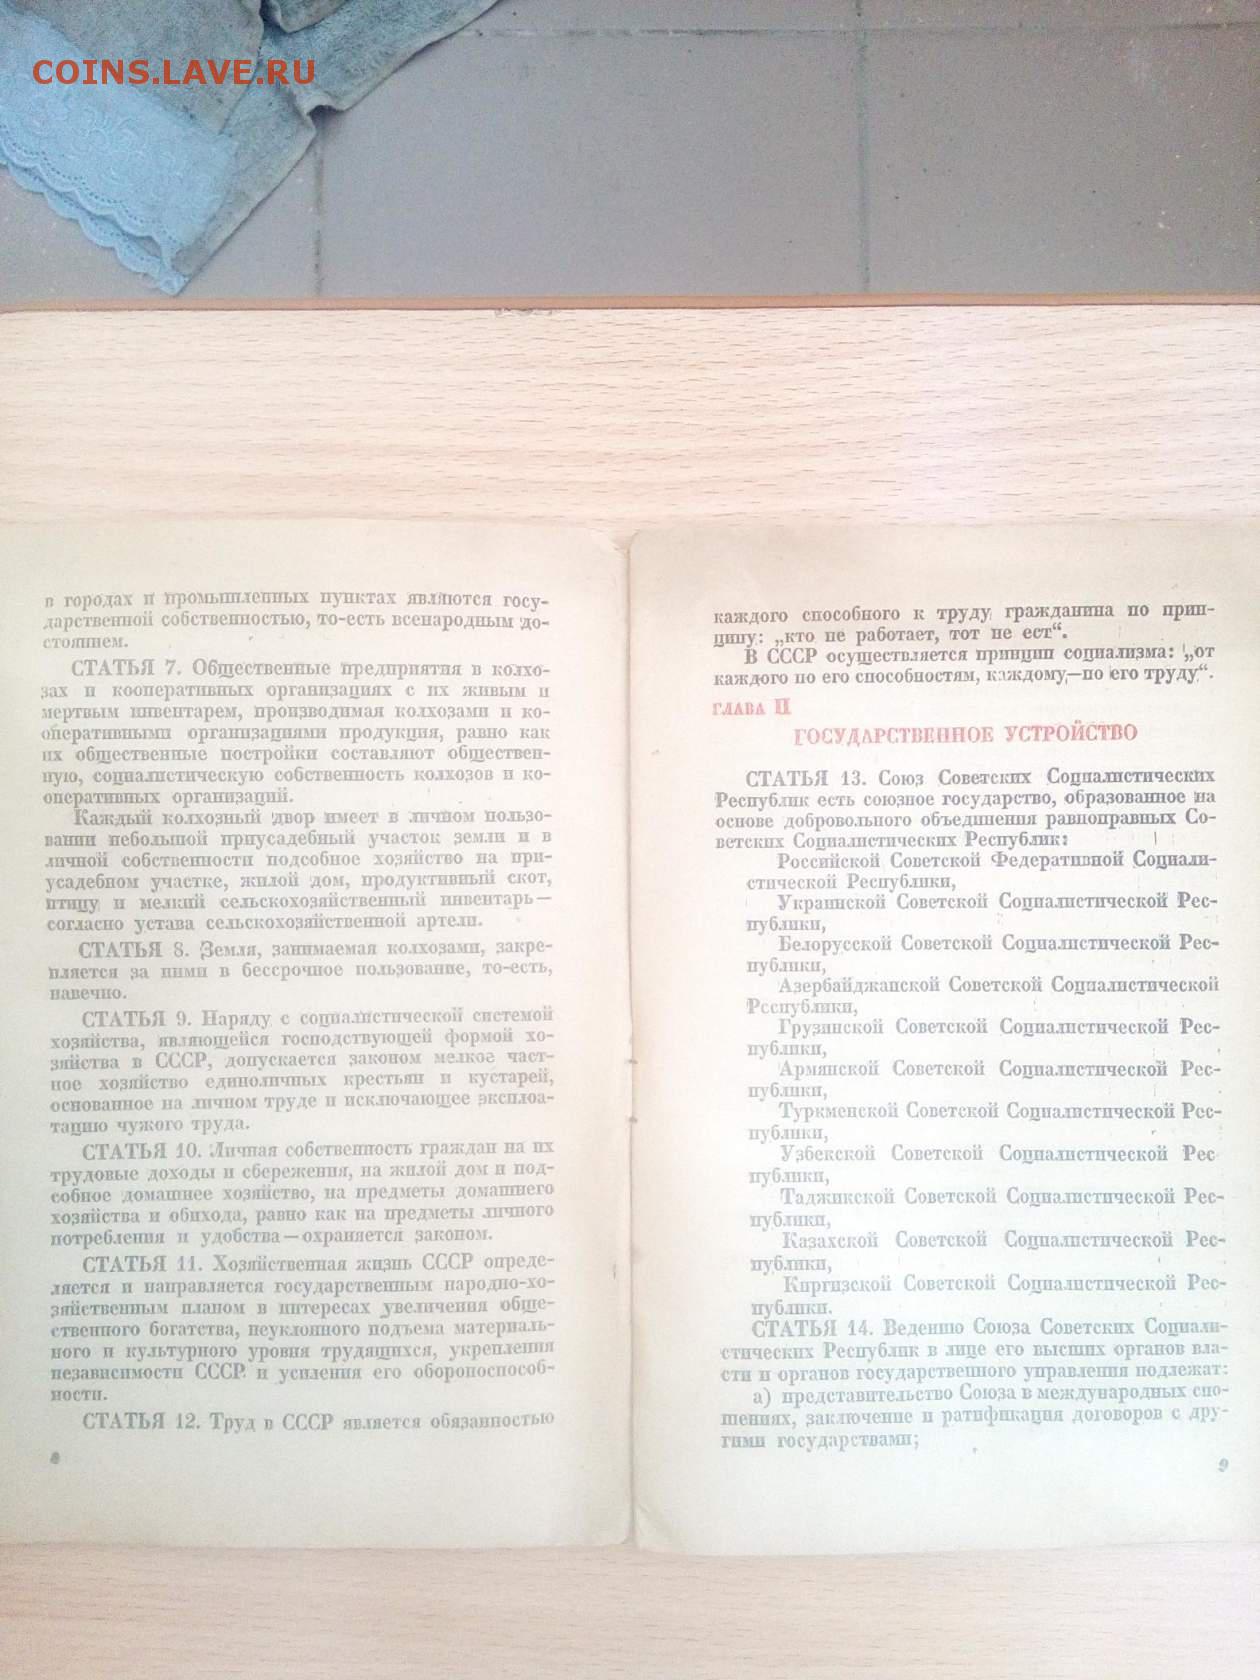 COINS.LAVE.RU
в городах и промышленных пунктах являются госу-
дарственной собственностью, то-есть всенародным до-
стоянием.
СТАТЬЯ 7. Общественные предприятия в колхо-
зах и кооперативных организациях с их живым и
мертвым инвентарем, производимая колхозами и ко-
оперативными организациями продукция, равно как
их общественные постройки составляют обществен-
ную, социалистическую собственность колхозов и ко-
оперативных организаций.
Каждый колхозный двор имеет в личном пользо-
вании небольшой приусадебный участок земли и в
личной собственности подсобное хозяйство на при-
усадебном участке, жилой дом, продуктивный скот,
птицу и мелкий сельскохозяйственный инвентарь—
согласно устава сельскохозяйственной артели.
СТАТЬЯ 8. Земля, занимаемая колхозами, закре-
пляется за ними в бессрочное пользование, то-есть,
навечно.
СТАТЬЯ 9. Наряду с социалистической системой
хозяйства, являющейся господствующей формой хо-
зяйства в СССР, допускается законом мелкое част-
ное хозяйство единоличных крестьян и кустарей,
основанное на личном труде и исключающее эксплоа-
тацию чужого труда.
СТАТЬЯ 10. Личная собственность граждан на их
трудовые доходы и сбережения, на жилой дом и под-
собное домашнее хозяйство, на предметы домашнего
хозяйства и обихода, равно как на предметы личного
потребления и удобства—охраняется законом.
СТАТЬЯ 11. Хозяйственная жизнь СССР опреде-
ляется и направляется государственным народно-хо-
зяйственным планом в интересах увеличения обще-
ственного богатства, неуклонного подъема материаль-
ного и культурного уровня трудящихся, укрепления
независимости СССР и усиления его обороноспособ-
ности.
СТАТЬЯ 12. Труд в СССР является обязанностью
8
каждого способного к труду гражданина по прин-
ципу: „кто не работает, тот не ест“.
В СССР осуществляется принцип социализма: „от
каждого по его способностям, каждому—по его труду“.
ГЛАВА II
ГОСУДАРСТВЕННОЕ УСТРОЙСТВО
СТАТЬЯ 13. Союз Советских Социалистических
Республик есть союзное государство, образованное на
основе добровольного объединения равноправных Со-
ветских Социалистических Республик:
Российской Советской Федеративной Социали-
стической Республики,
Украинской Советской Социалистической Рес-
публики,
Белорусской Советской Социалистической Рес-
публики,
Азербайджанской Советской Социалистической
Республики,
Грузинской Советской Социалистической Рес-
публики,
Армянской Советской Социалистической Рес-
публики,
Туркменской Советской Социалистической Рес-
публики,
Узбекской Советской Социалистической Рес
публики,
Таджикской Советской Социалистической Рес-
публики,
Казахской Советской Социалистической Рес-
публики,
Киргизской Советской Социалистической Рес-
публики.
СТАТЬЯ 14. Ведению Союза Советских Социали-
стических Республик в лице его высших органов вла-
сти и органов государственного управления подлежат:
а) представительство Союза в международных сно-
шениях, заключение и ратификация договоров с дру-
гими государствами;
9